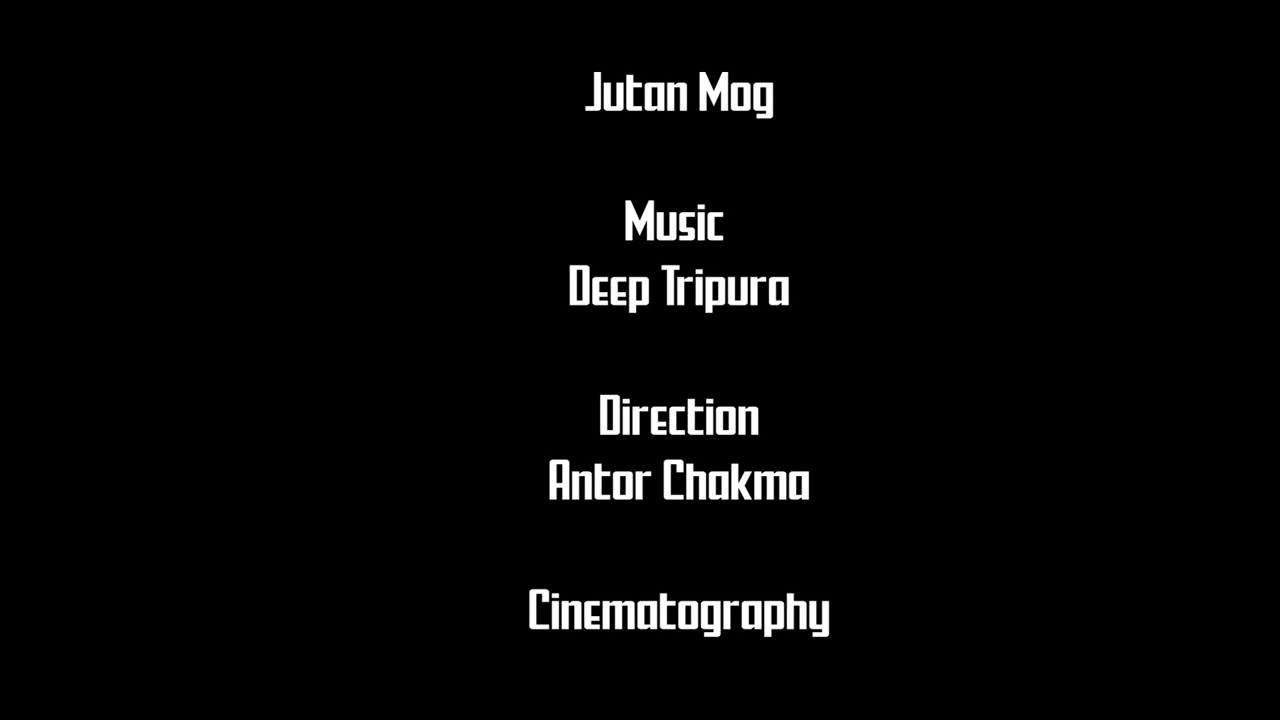 Jutan Mog
Music
Deep Tripura
Direction
Antor Chakma
Cinematography